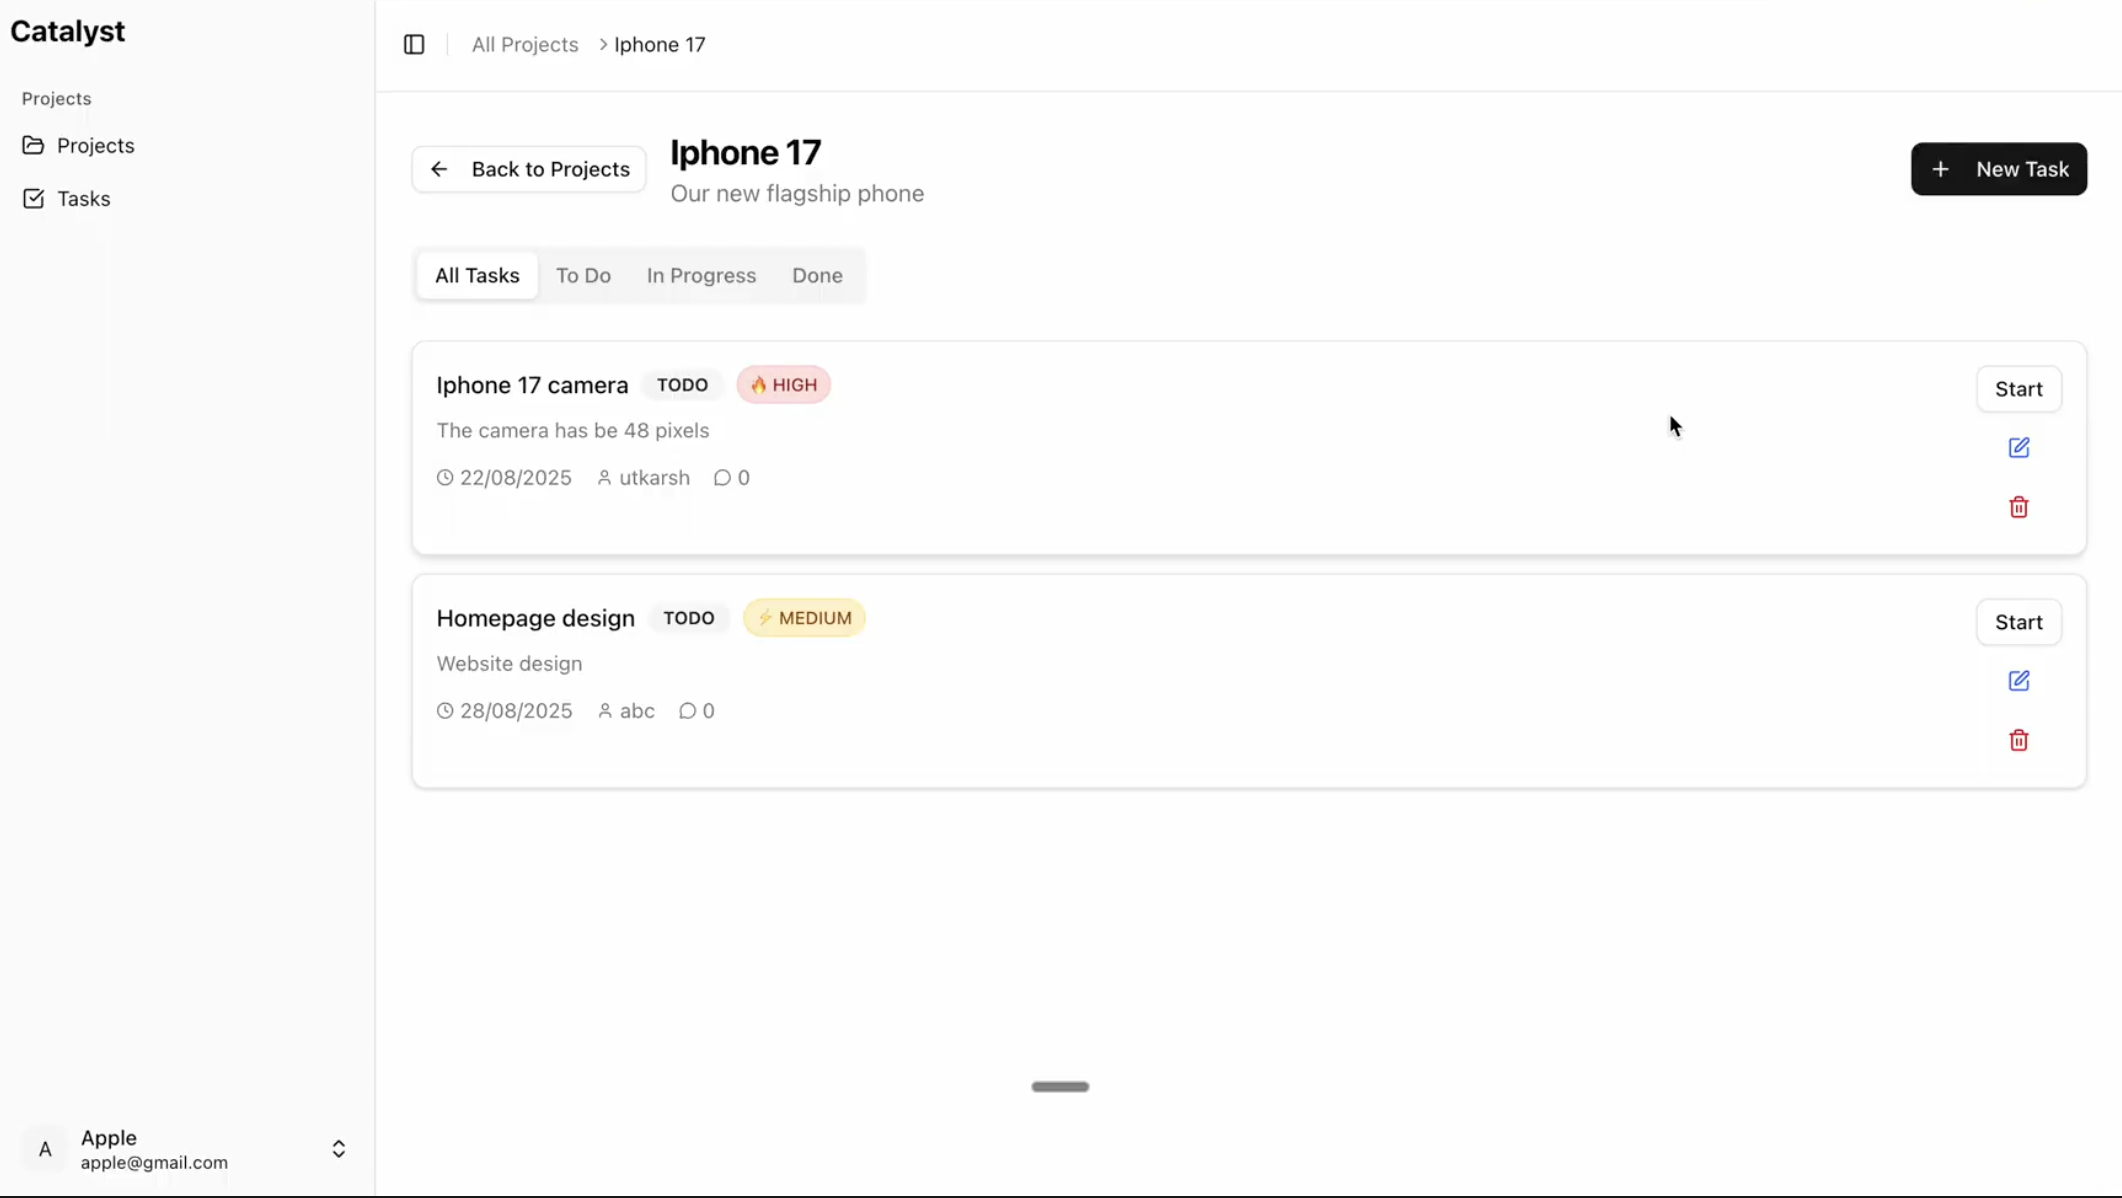 Catalyst
Projects
Projects
Tasks
All Projects > Iphone 17
Back to Projects
Iphone 17
Our new flagship phone
+ New Task
All Tasks To Do In Progress Done
Iphone 17 camera TODO 🔥 HIGH
Start
The camera has be 48 pixels
22/08/2025 utkarsh 0
Homepage design TODO ⚡ MEDIUM
Start
Website design
28/08/2025 abc 0
A
Apple
apple@gmail.com